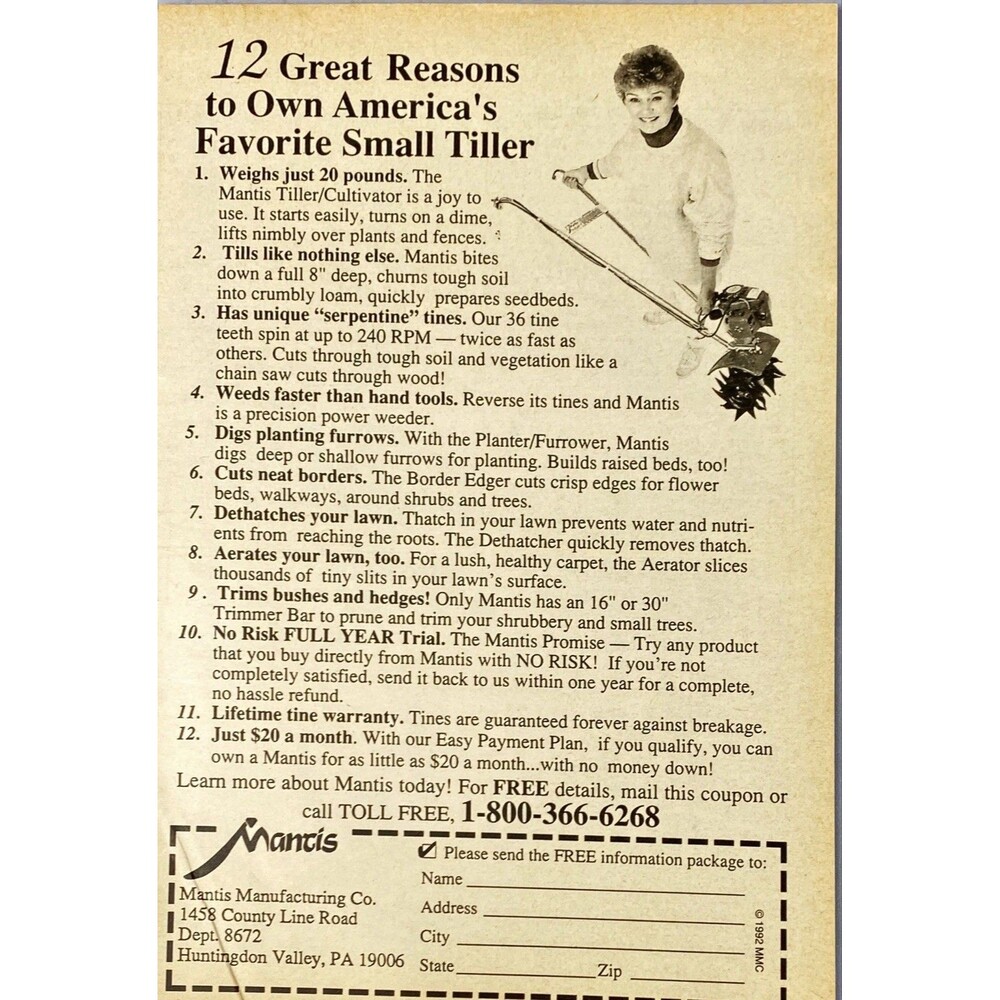 12 Great Reasons
to Own America's
Favorite Small Tiller
1. Weighs just 20 pounds. The
Mantis Tiller/Cultivator is a joy to
use. It starts easily, turns on a dime,
lifts nimbly over plants and fences.
2. Tills like nothing else. Mantis bites
down a full 8" deep, churns tough soil
into crumbly loam, quickly prepares seedbeds.
3. Has unique “serpentine” tines. Our 36 tine
teeth spin at up to 240 RPM — twice as fast as
others. Cuts through tough soil and vegetation like a
chain saw cuts through wood!
4. Weeds faster than hand tools. Reverse its tines and Mantis
is a precision power weeder.
5. Digs planting furrows. With the Planter/Furrower, Mantis
digs deep or shallow furrows for planting. Builds raised beds, too!
6. Cuts neat borders. The Border Edger cuts crisp edges for flower
beds, walkways, around shrubs and trees.
7. Dethatches your lawn. Thatch in your lawn prevents water and nutri-
ents from reaching the roots. The Dethatcher quickly removes thatch.
8. Aerates your lawn, too. For a lush, healthy carpet, the Aerator slices
thousands of tiny slits in your lawn’s surface.
9. Trims bushes and hedges! Only Mantis has an 16" or 30"
Trimmer Bar to prune and trim your shrubbery and small trees.
10. No Risk FULL YEAR Trial. The Mantis Promise — Try any product
that you buy directly from Mantis with NO RISK! If you’re not
completely satisfied, send it back to us within one year for a complete,
no hassle refund.
11. Lifetime tine warranty. Tines are guaranteed forever against breakage.
12. Just $20 a month. With our Easy Payment Plan, if you qualify, you can
own a Mantis for as little as $20 a month...with no money down!
Learn more about Mantis today! For FREE details, mail this coupon or
call TOLL FREE, 1-800-366-6268
Mantis
Mantis Manufacturing Co.
1458 County Line Road
Dept. 8672
Huntingdon Valley, PA 19006
Please send the FREE information package to:
Name
Address
City
State Zip
© 1992 MMC